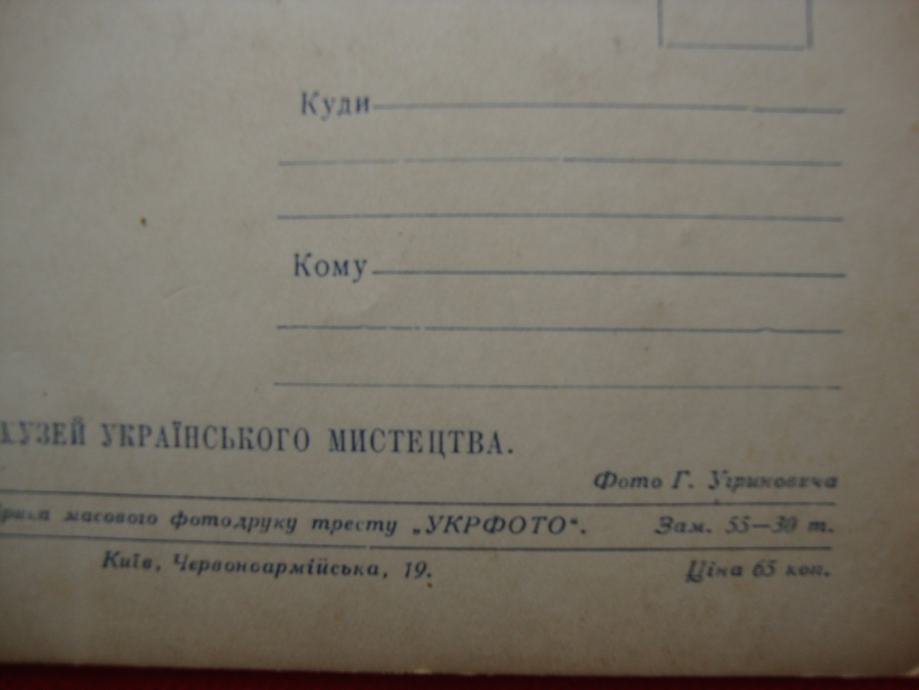 Куди
Кому
УЗЕЙ УКРАЇНСЬКОГО МИСТЕЦТВА.
Фото Г. Угриновича
рика масового фотодруку тресту „УКРФОТО“. Зам. 55—30 т.
Київ, Червоноармійська, 19. Ціна 65 коп.